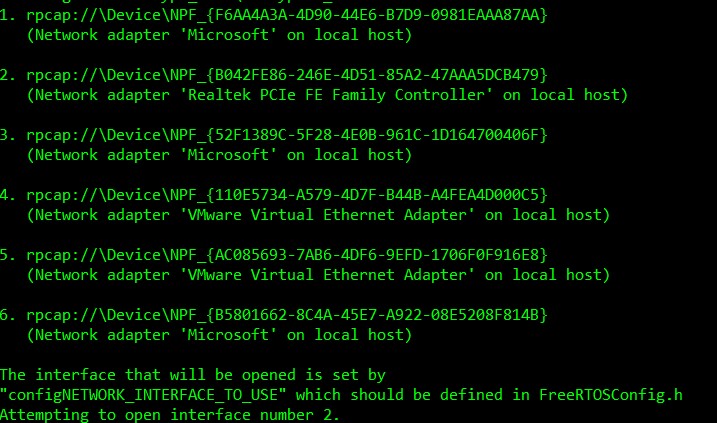 1. rpcap://\Device\NPF_{F6AA4A3A-4D90-44E6-B7D9-0981EAAA87AA}
(Network adapter 'Microsoft' on local host)
2. rpcap://\Device\NPF_{B042FE86-246E-4D51-85A2-47AAA5DCB479}
(Network adapter 'Realtek PCIe FE Family Controller' on local host)
3. rpcap://\Device\NPF_{52F1389C-5F28-4E0B-961C-1D164700406F}
(Network adapter 'Microsoft' on local host)
4. rpcap://\Device\NPF_{110E5734-A579-4D7F-B44B-A4FEA4D000C5}
(Network adapter 'VMware Virtual Ethernet Adapter' on local host)
5. rpcap://\Device\NPF_{AC085693-7AB6-4DF6-9EFD-1706F0F916E8}
(Network adapter 'VMware Virtual Ethernet Adapter' on local host)
6. rpcap://\Device\NPF_{B5801662-8C4A-45E7-A922-08E5208F814B}
(Network adapter 'Microsoft' on local host)
The interface that will be opened is set by
"configNETWORK_INTERFACE_TO_USE" which should be defined in FreeRTOSConfig.h
Attempting to open interface number 2.